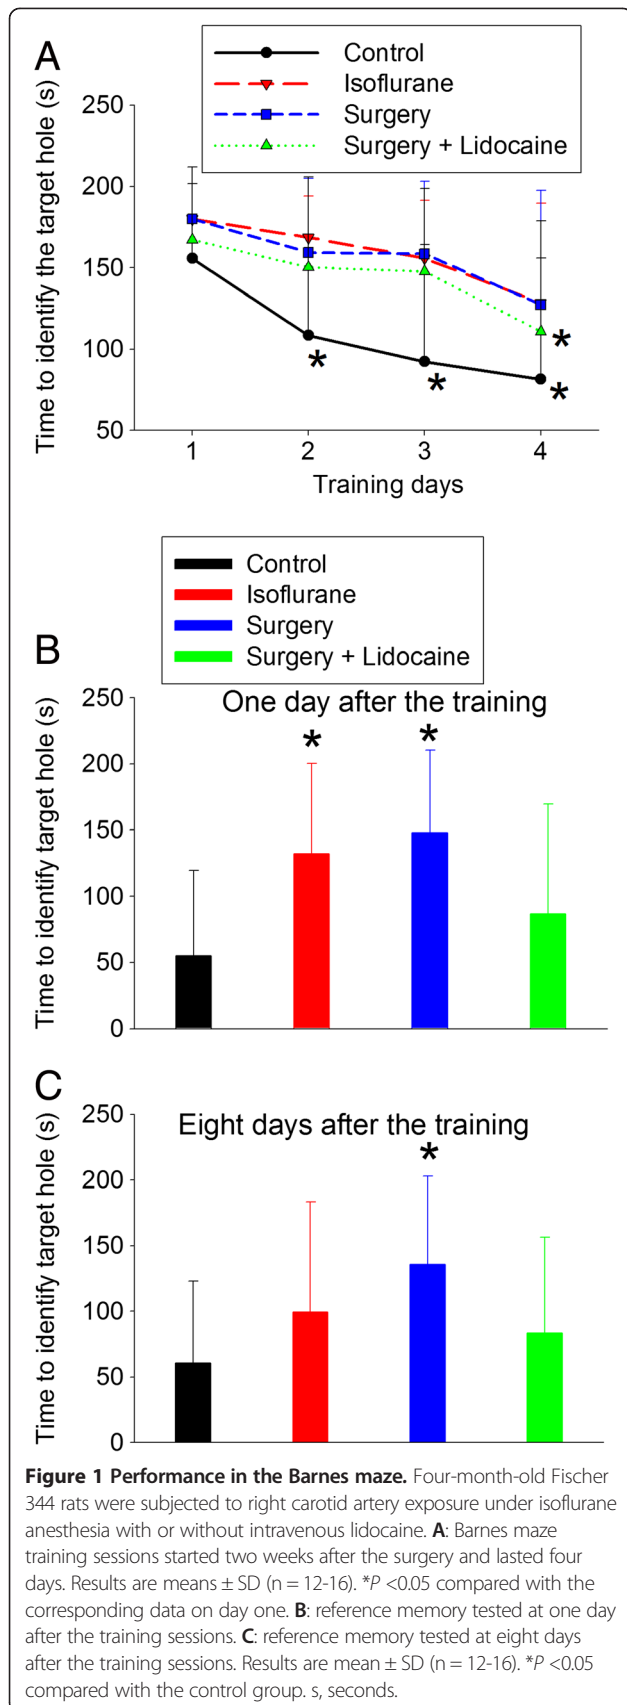 A
Control
Isoflurane
Surgery
Surgery + Lidocaine
Time to identify the target hole (s)
250
200
150
100
50
*
*
*
*
1 2 3 4
Training days
Control
Isoflurane
Surgery
Surgery + Lidocaine
B
One day after the training
Time to identify target hole (s)
250
200
150
100
50
0
*
*
C
Eight days after the training
Time to identify target hole (s)
250
200
150
100
50
0
*
Figure 1 Performance in the Barnes maze. Four-month-old Fischer
344 rats were subjected to right carotid artery exposure under isoflurane
anesthesia with or without intravenous lidocaine. A: Barnes maze
training sessions started two weeks after the surgery and lasted four
days. Results are means ± SD (n = 12-16). *P <0.05 compared with the
corresponding data on day one. B: reference memory tested at one day
after the training sessions. C: reference memory tested at eight days
after the training sessions. Results are mean ± SD (n = 12-16). *P <0.05
compared with the control group. s, seconds.